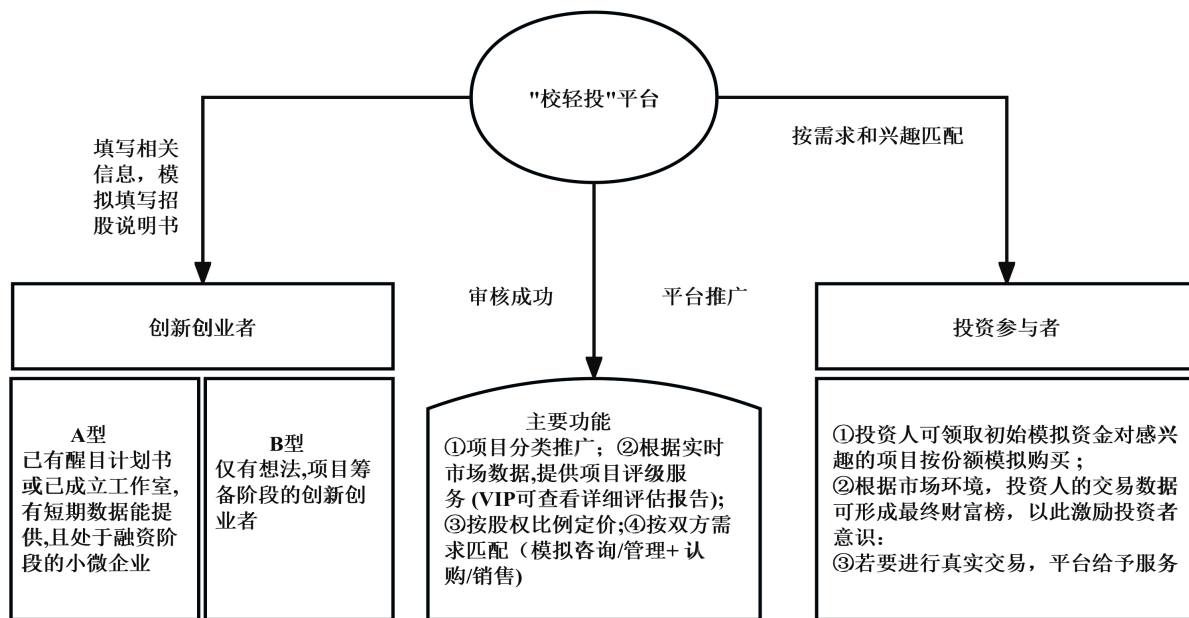 "校轻投"平台
填写相关
信息，模
拟填写招
股说明书
按需求和兴趣匹配
审核成功
平台推广
创新创业者
投资参与者
A型
已有醒目计划书
或已成立工作室,
有短期数据能提
供,且处于融资阶
段的小微企业
B型
仅有想法,项目筹
备阶段的创新创
业者
主要功能
①项目分类推广；②根据实时
市场数据,提供项目评级服
务 (VIP可查看详细评估报告);
③按股权比例定价;④按双方需
求匹配（模拟咨询/管理+ 认
购/销售)
①投资人可领取初始模拟资金对感兴
趣的项目按份额模拟购买；
②根据市场环境，投资人的交易数据
可形成最终财富榜，以此激励投资者
意识：
③若要进行真实交易，平台给予服务